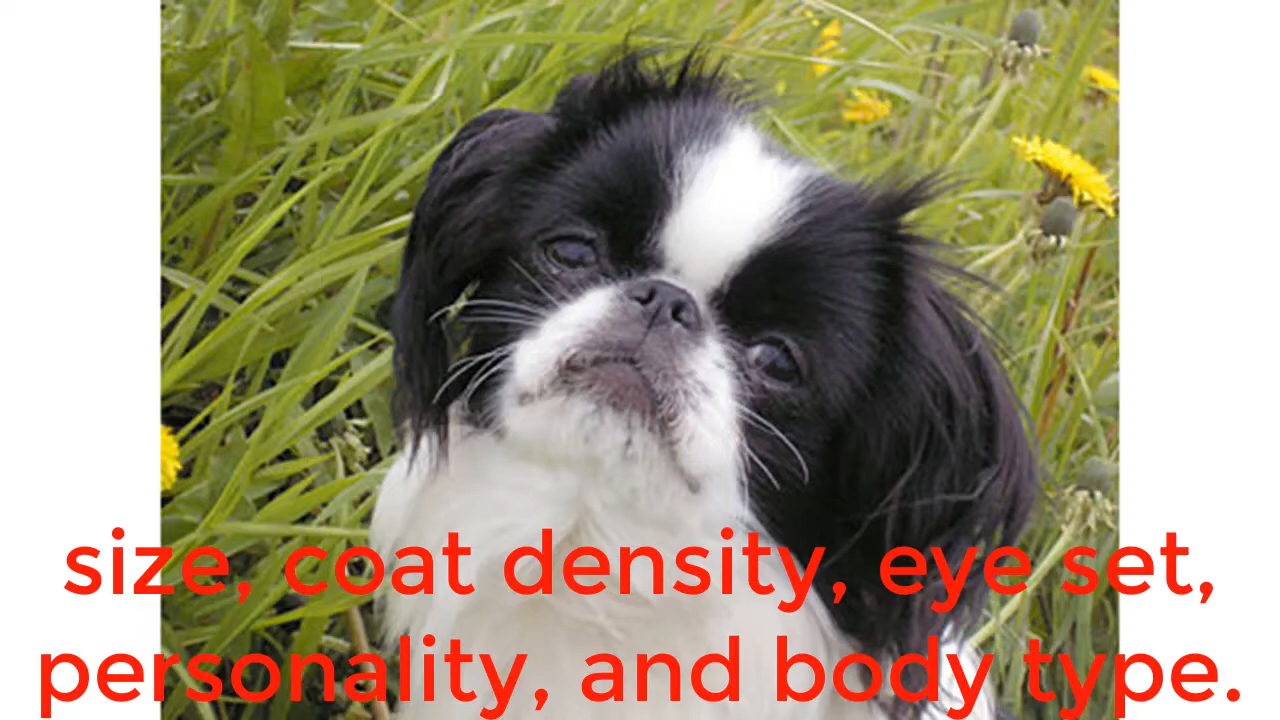 size, coat density, eye set,
personality, and body type.